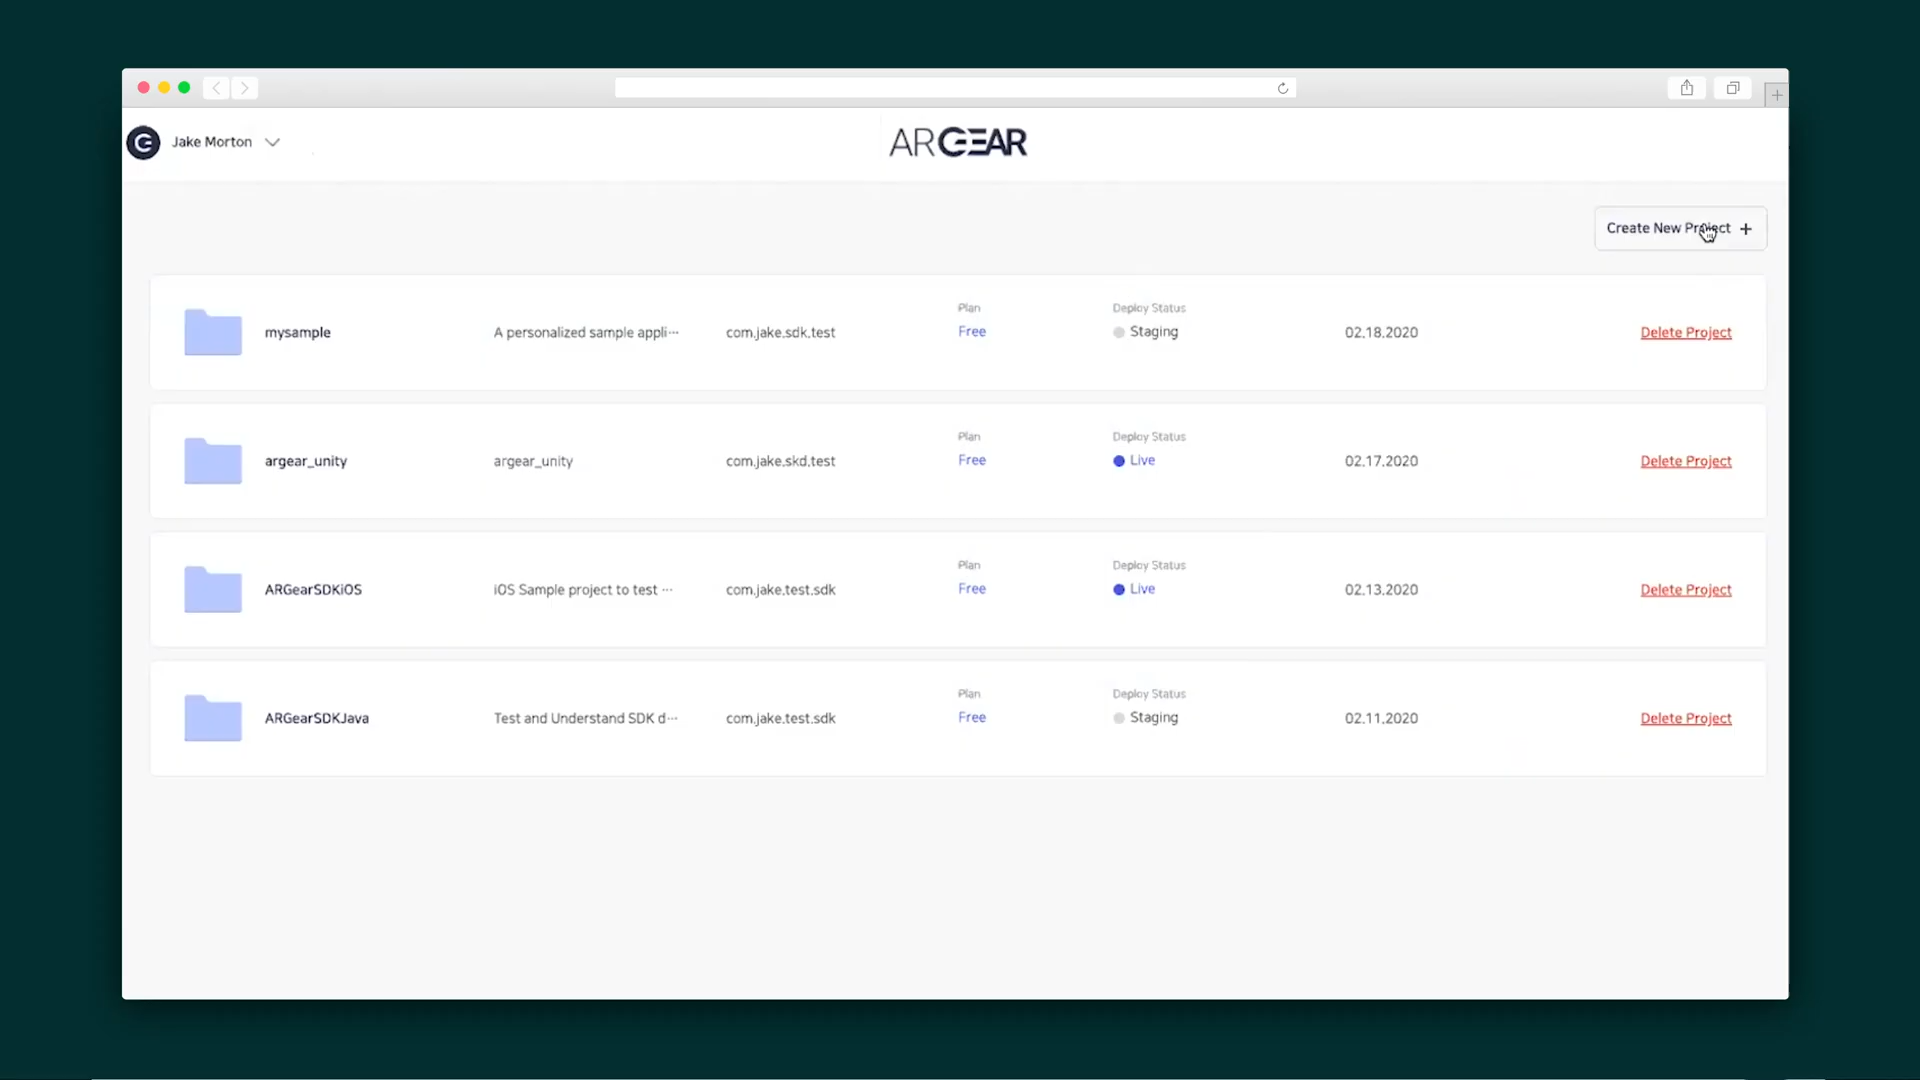 Jake Morton
ARGEAR
Create New Project +
mysample
A personalized sample appli···
com.jake.sdk.test
Plan
Free
Deploy Status
Staging
02.18.2020
Delete Project
argear_unity
argear_unity
com.jake.skd.test
Plan
Free
Deploy Status
Live
02.17.2020
Delete Project
ARGearSDKiOS
iOS Sample project to test ···
com.jake.test.sdk
Plan
Free
Deploy Status
Live
02.13.2020
Delete Project
ARGearSDKJava
Test and Understand SDK d···
com.jake.test.sdk
Plan
Free
Deploy Status
Staging
02.11.2020
Delete Project